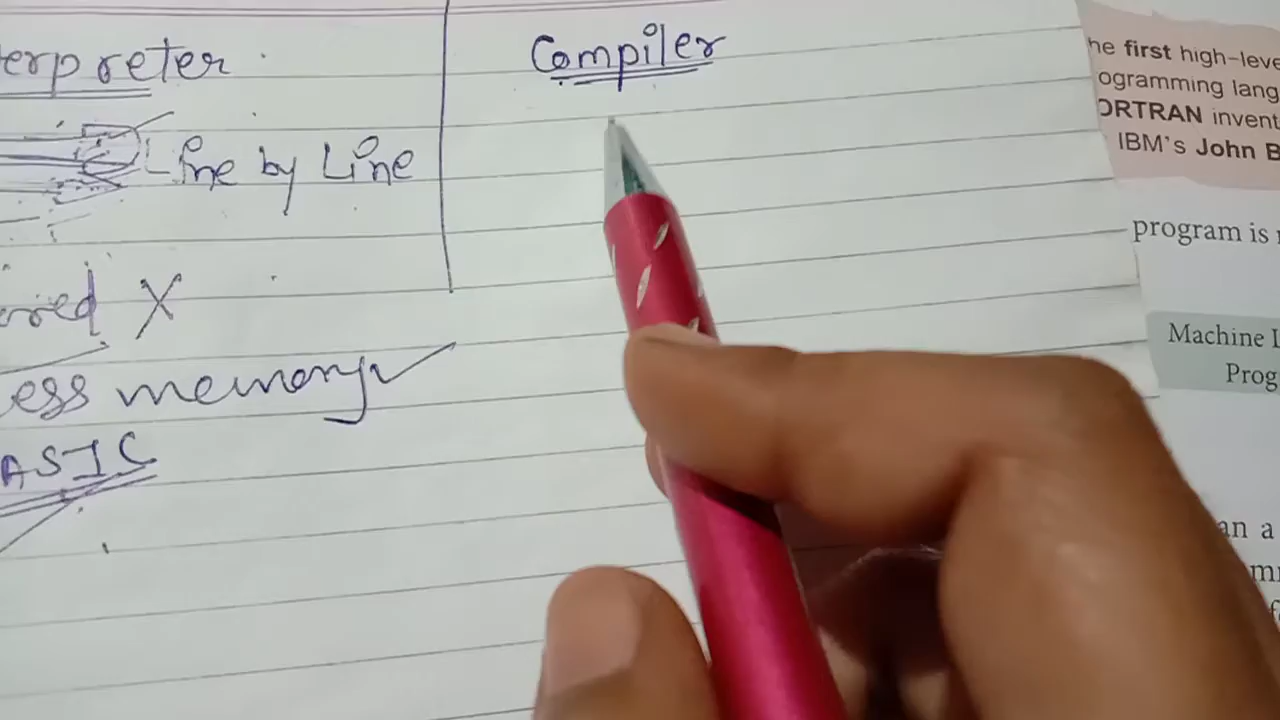 erpreter
Line by Line
ored X
ess memory
ASIC
Compiler
he first high-leve
ogramming lang
ORTRAN invent
IBM's John B
program is
Machine L
Prog
an a